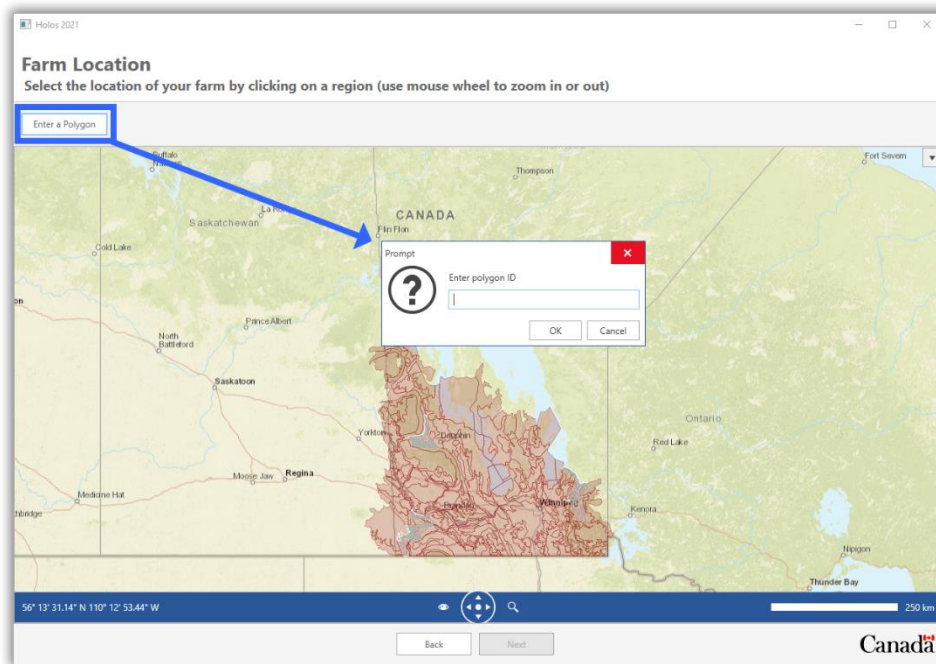 Holos 2021
Farm Location
Select the location of your farm by clicking on a region (use mouse wheel to zoom in or out)
Enter a Polygon
Buffalo
Fort Severn
Thompson
CANADA
Saskatchewan
Flin Flon
Cold Lake
Prompt
Enter polygon ID
OK
Cancel
Prince Albert
North
Battleford
Saskatoon
Ontario
Yorkton
Dauphin
Red Lake
Moose Jaw
Regina
Medicine Hat
Brandon
Winnipeg
Kenora
Nipigon
Thunder Bay
56° 13' 31.14" N 110° 12' 53.44" W
250 km
Back
Next
Canada